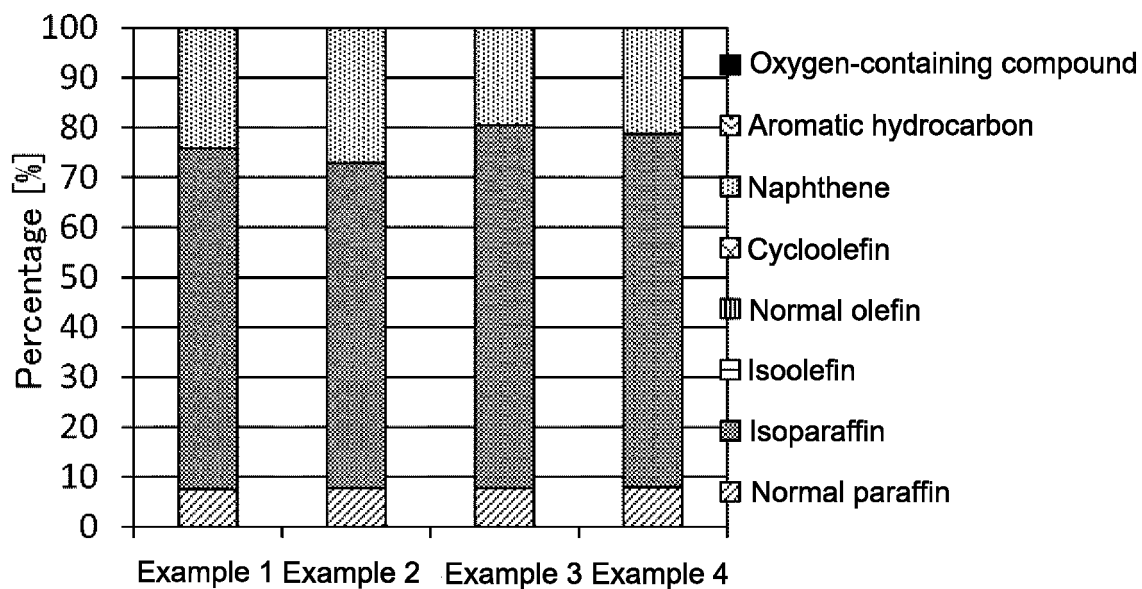 Percentage [%]
100
90
80
70
60
50
40
30
20
10
0
Example 1 Example 2 Example 3 Example 4
Oxygen-containing compound
Aromatic hydrocarbon
Naphthene
Cycloolefin
Normal olefin
Isoolefin
Isoparaffin
Normal paraffin